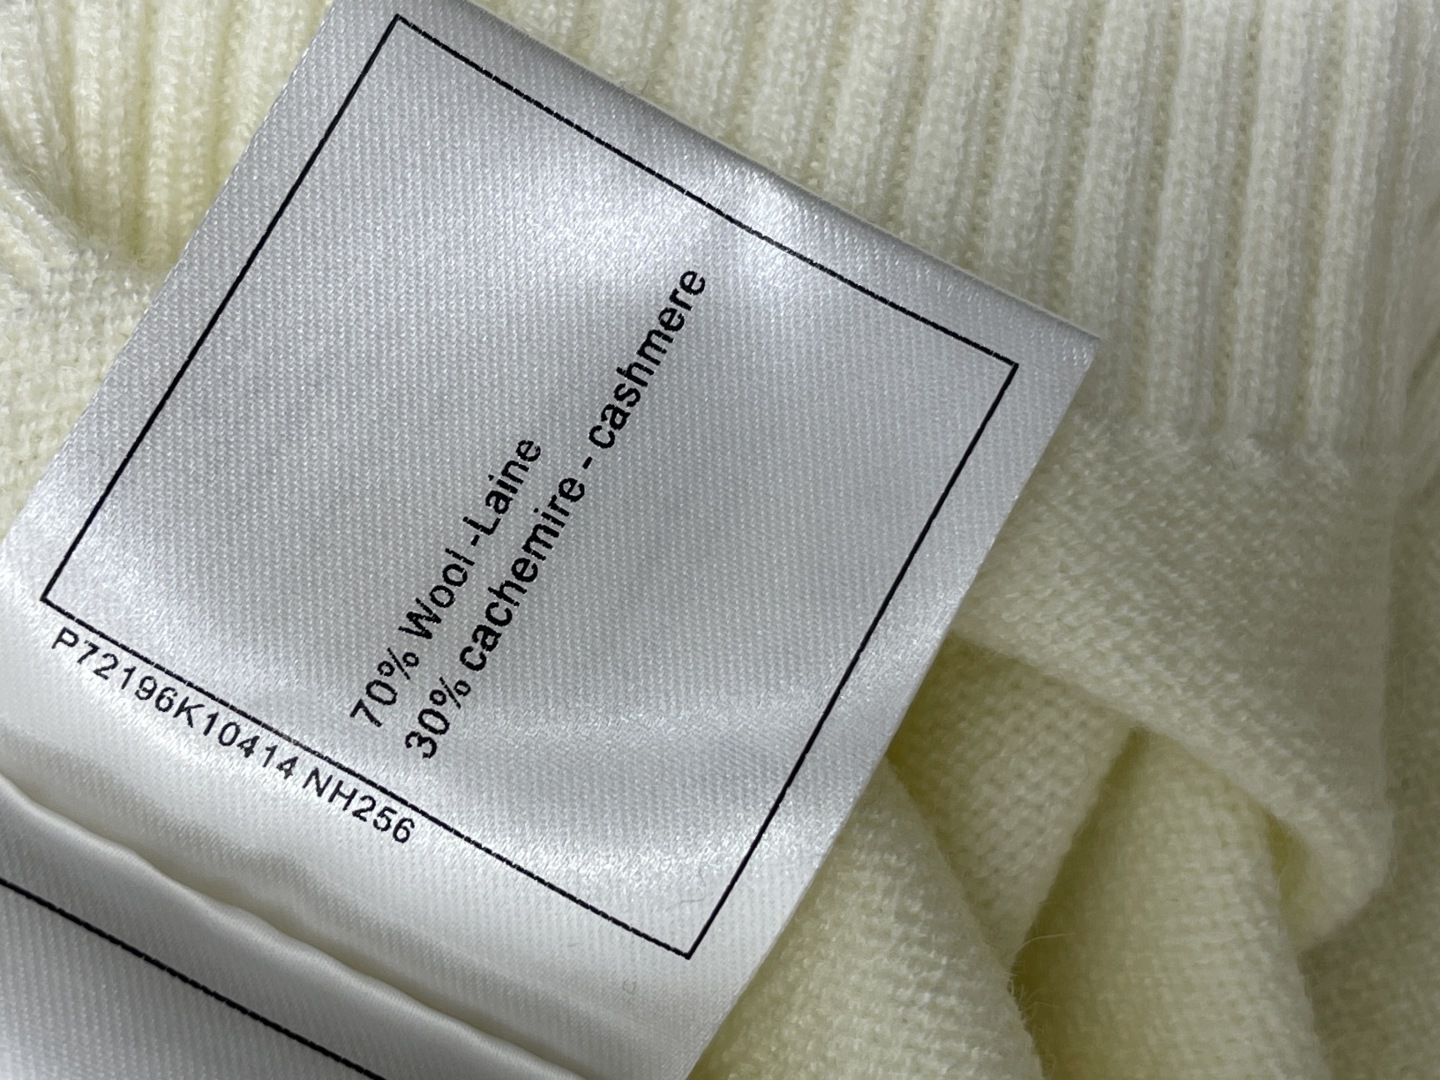 70% Wool -Laine
30% cachemire - cashmere
P72196K10414 NH256